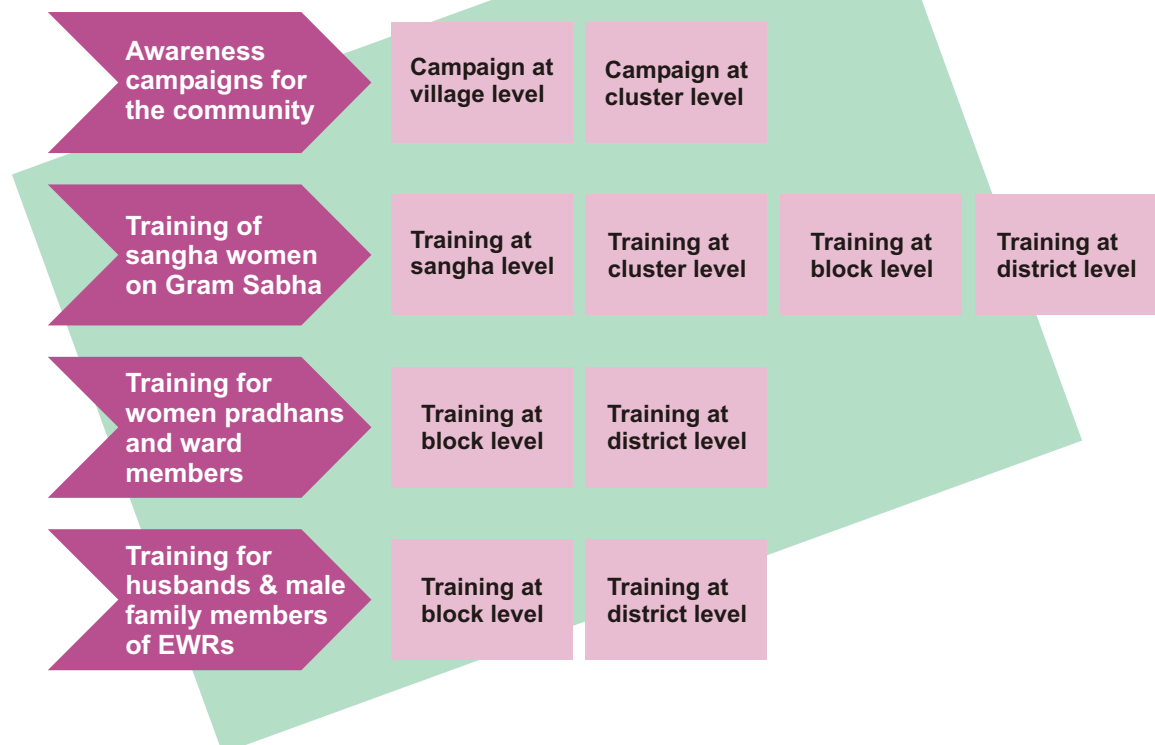 Awareness
campaigns for
the community
Campaign at
village level
Campaign at
cluster level
Training of
sangha women
on Gram Sabha
Training at
sangha level
Training at
cluster level
Training at
block level
Training at
district level
Training for
women pradhans
and ward
members
Training at
block level
Training at
district level
Training for
husbands & male
family members
of EWRs
Training at
block level
Training at
district level